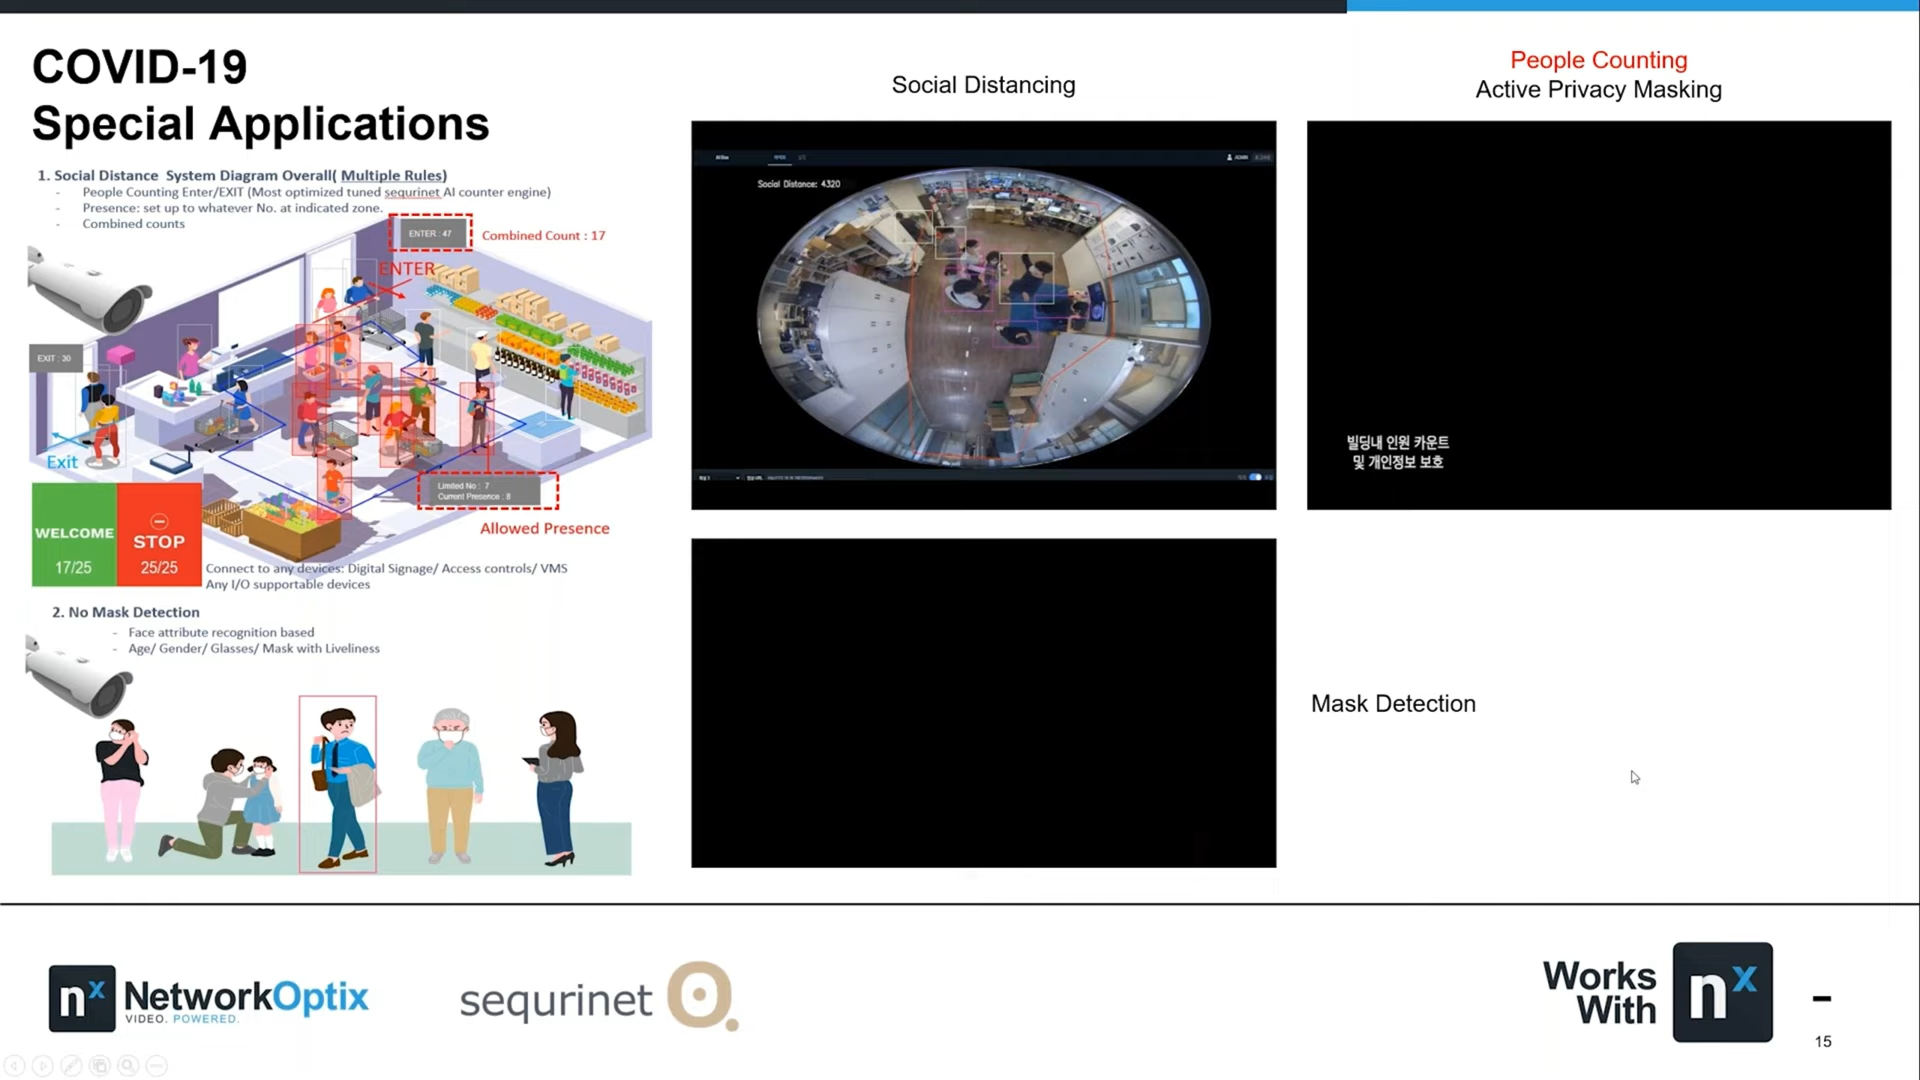 COVID-19
Special Applications
1. Social Distance System Diagram Overall( Multiple Rules)
- People Counting Enter/EXIT (Most optimized tuned sequrinet AI counter engine)
- Presence: set up to whatever No. at indicated zone.
- Combined counts
ENTER : 47
Combined Count : 17
ENTER
EXIT : 30
Exit
Limited No : 7
Current Presence : 8
Allowed Presence
WELCOME
17/25
STOP
25/25
Connect to any devices: Digital Signage/ Access controls/ VMS
Any I/O supportable devices
2. No Mask Detection
- Face attribute recognition based
- Age/ Gender/ Glasses/ Mask with Liveliness
Social Distancing
Social Distance: 4320
ADMIN
People Counting
Active Privacy Masking
빌딩내 인원 카운트
및 개인정보 보호
Mask Detection
nx NetworkOptix
VIDEO. POWERED.
sequrinet
Works
With
nx
15